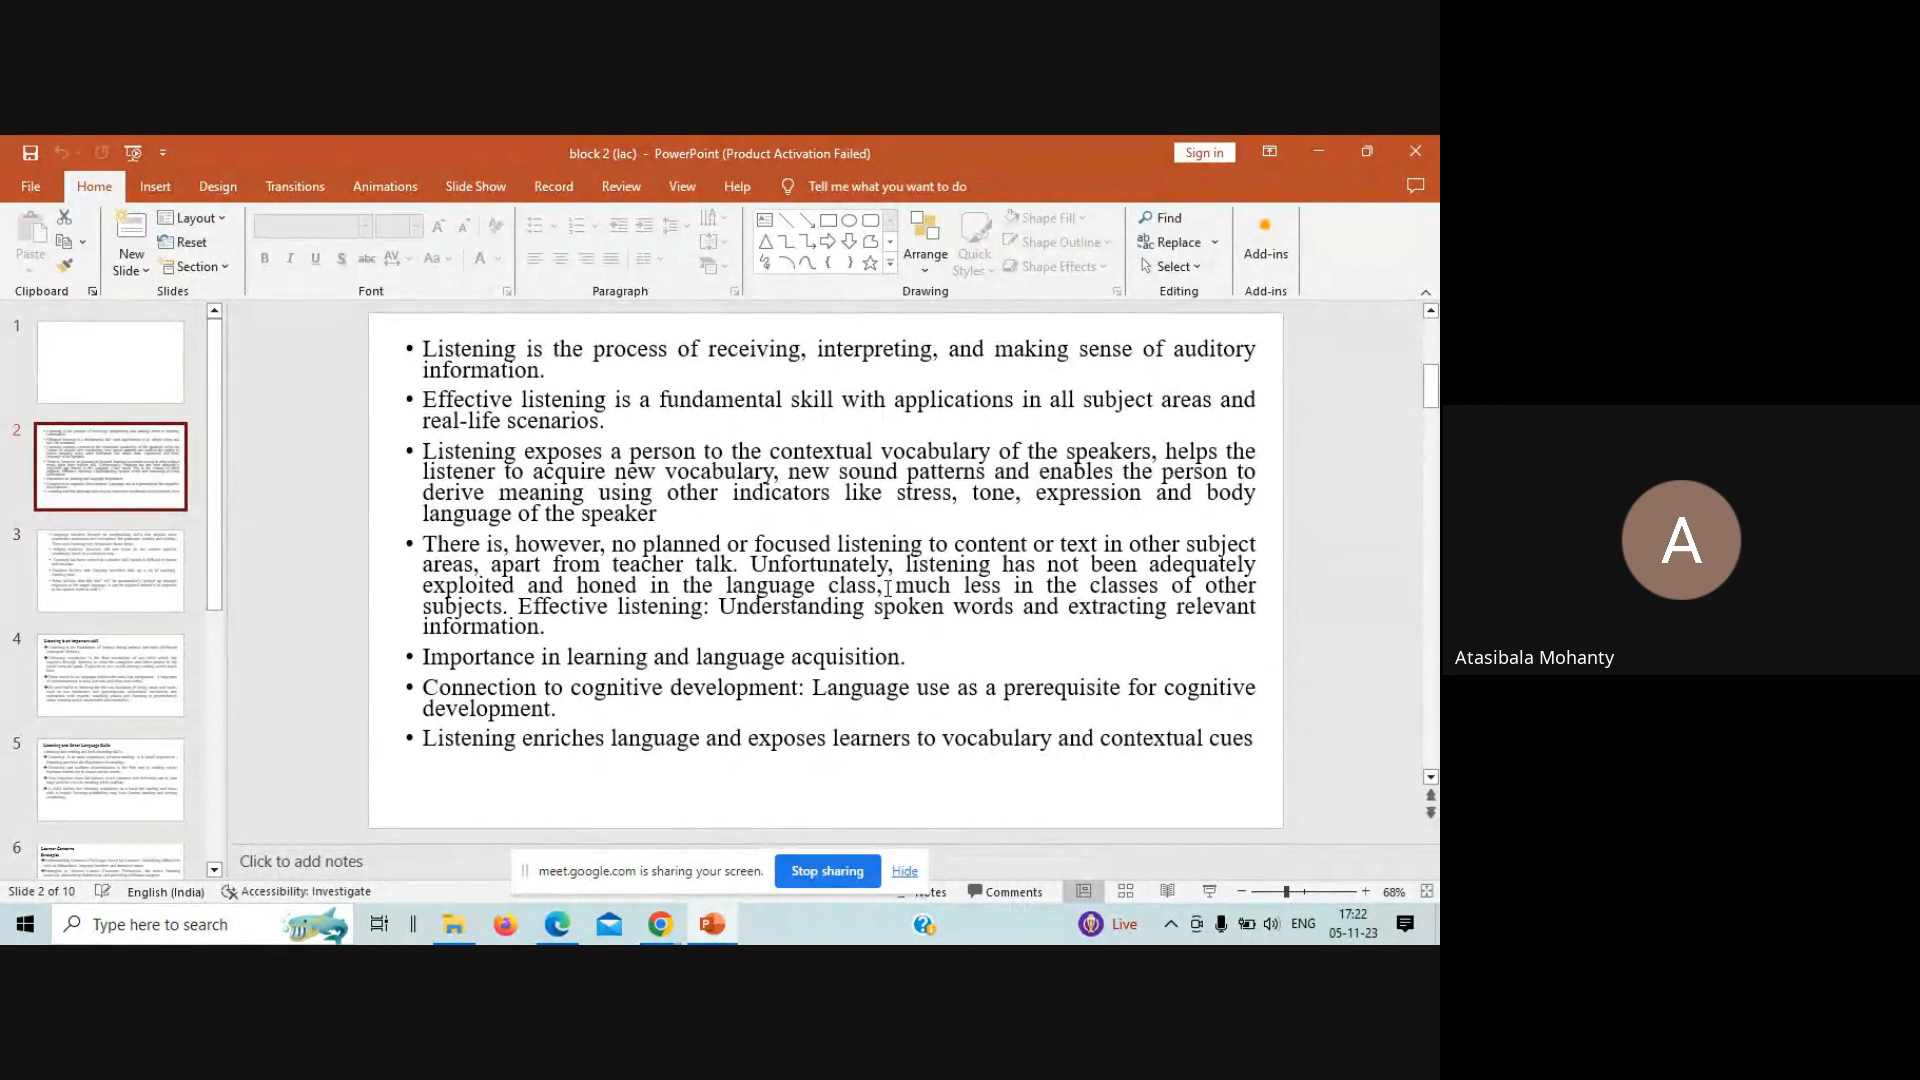 block 2 (lac) - PowerPoint (Product Activation Failed)
Sign in
File Home Insert Design Transitions Animations Slide Show Record Review View Help Tell me what you want to do
Paste
New Slide
Layout
Reset
Section
Arrange
Quick Styles
Shape Fill
Shape Outline
Shape Effects
Find
Replace
Select
Add-ins
Clipboard Slides Font Paragraph Drawing Editing Add-ins
1
2
3
4
5
6
• Listening is the process of receiving, interpreting, and making sense of auditory
information.
• Effective listening is a fundamental skill with applications in all subject areas and
real-life scenarios.
• Listening exposes a person to the contextual vocabulary of the speakers, helps the
listener to acquire new vocabulary, new sound patterns and enables the person to
derive meaning using other indicators like stress, tone, expression and body
language of the speaker
• There is, however, no planned or focused listening to content or text in other subject
areas, apart from teacher talk. Unfortunately, listening has not been adequately
exploited and honed in the language class, much less in the classes of other
subjects. Effective listening: Understanding spoken words and extracting relevant
information.
• Importance in learning and language acquisition.
• Connection to cognitive development: Language use as a prerequisite for cognitive
development.
• Listening enriches language and exposes learners to vocabulary and contextual cues
Click to add notes
meet.google.com is sharing your screen. Stop sharing Hide
Slide 2 of 10 English (India) Accessibility: Investigate Comments 68%
Type here to search
Live
ENG
17:22
05-11-23
A
Atasibala Mohanty